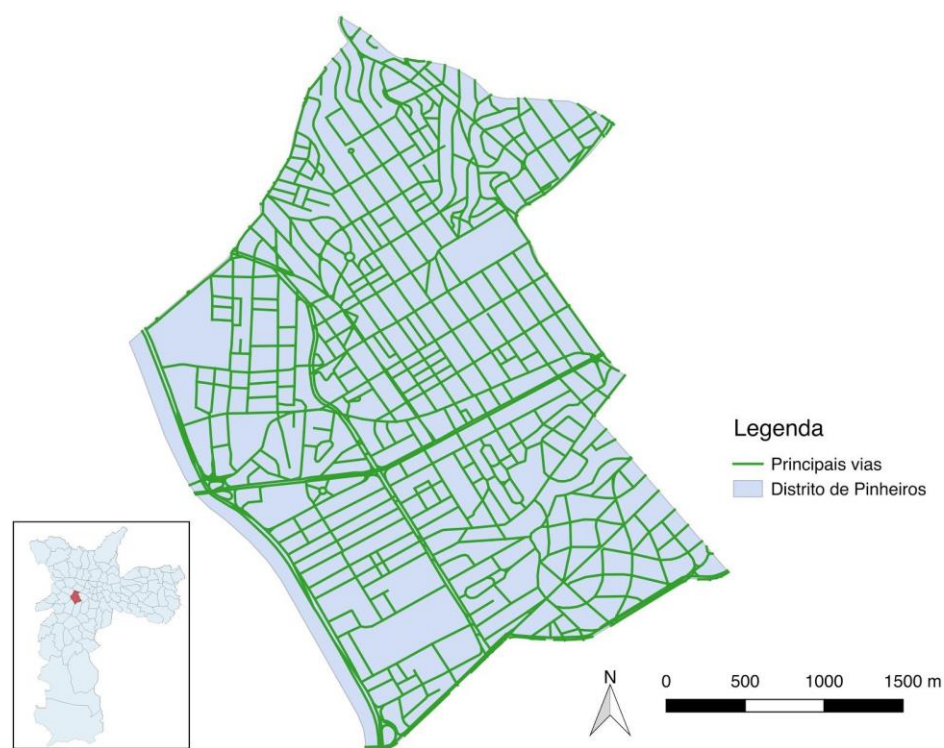 Legenda
Principais vias
Distrito de Pinheiros
N
0 500 1000 1500 m